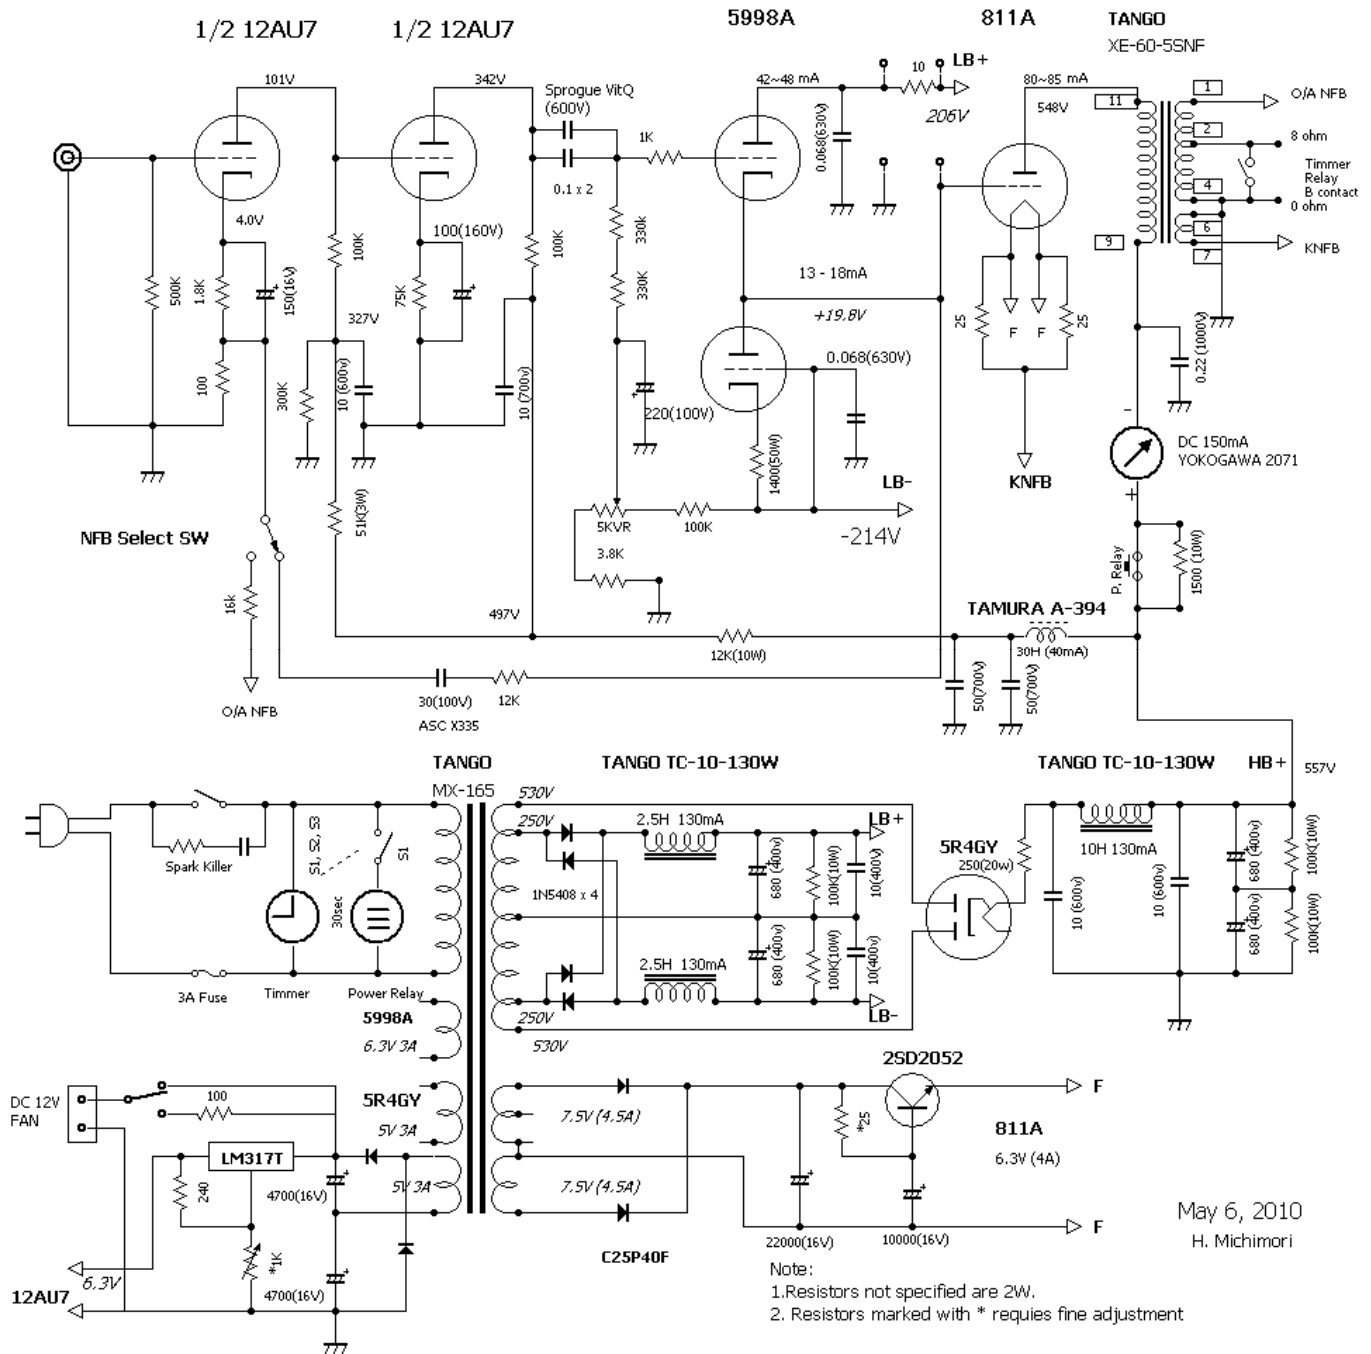 1/2 12AU7
1/2 12AU7
5998A
811A
TANGO
XE-60-5SNF
101V
342V
Sprogue VitQ
(600V)
42~48 mA
10
LB+
206V
80~85 mA
548V
11
1
O/A NFB
2
8 ohm
Timmer
Relay
B contact
4
0 ohm
6
KNFB
7
9
1K
0.1 x 2
0.068(630V)
4.0V
100(160V)
500K
1.8K
150(16V)
100K
75K
100K
330k
330K
13 - 18mA
+19,8V
0.068(630V)
25
F
F
25
0.22 (1000V)
327V
100
300K
10 (600v)
10 (700v)
220(100V)
1400(50W)
KNFB
-
DC 150mA
YOKOGAWA 2071
+
LB-
-214V
NFB Select SW
51K(3W)
5KVR
100K
3.8K
P. Relay
1500 (10W)
16k
497V
TAMURA A-394
12K(10W)
30H (40mA)
O/A NFB
30(100V)
12K
ASC X335
50(700V)
50(700V)
TANGO
MX-165
TANGO TC-10-130W
TANGO TC-10-130W
HB+
557V
530V
250V
2.5H 130mA
LB+
5R4GY
250(20w)
10H 130mA
Spark Killer
S1, S2, S3
S1
30sec
1N5408 x 4
680 (400v)
100K(10W)
10(400V)
680 (400v)
100K(10W)
10(400v)
10 (600v)
10 (600v)
680 (400v)
100K(10W)
680 (400v)
100K(10W)
3A Fuse
Timmer
Power Relay
2.5H 130mA
250V
LB-
530V
5998A
6.3V 3A
2SD2052
DC 12V
FAN
100
5R4GY
5V 3A
7.5V (4.5A)
*25
F
811A
6.3V (4A)
LM317T
240
4700(16V)
5V 3A
7.5V (4.5A)
F
*1K
6.3V
12AU7
4700(16V)
C25P40F
22000(16V)
10000(16V)
May 6, 2010
H. Michimori
Note:
1.Resistors not specified are 2W.
2. Resistors marked with * requies fine adjustment